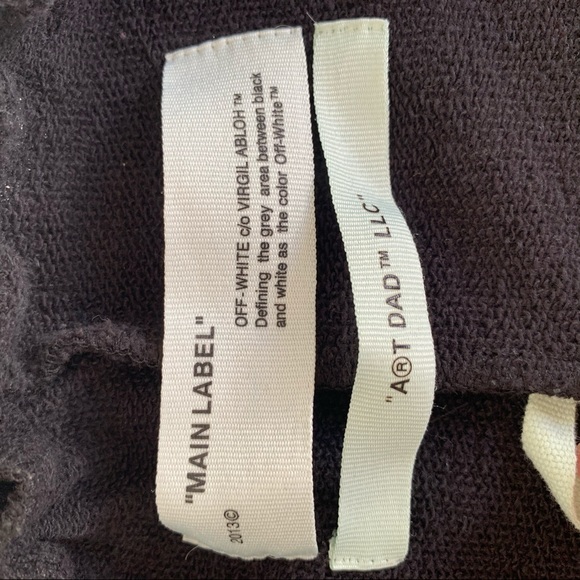 "MAIN LABEL"
2013©
OFF-WHITE c/o VIRGIL ABLOH™
Defining the grey area between black
and white as the color Off-White™
"A®T DAD™ LLC"